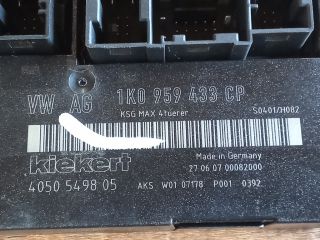 VW AG 1K0 959 433 CP
KSG MAX 4tuerer S0401/H082
kiekert
Made in Germany
27 06 07 00082000
4050 5498 05 AKS W01 07178 P001 0392